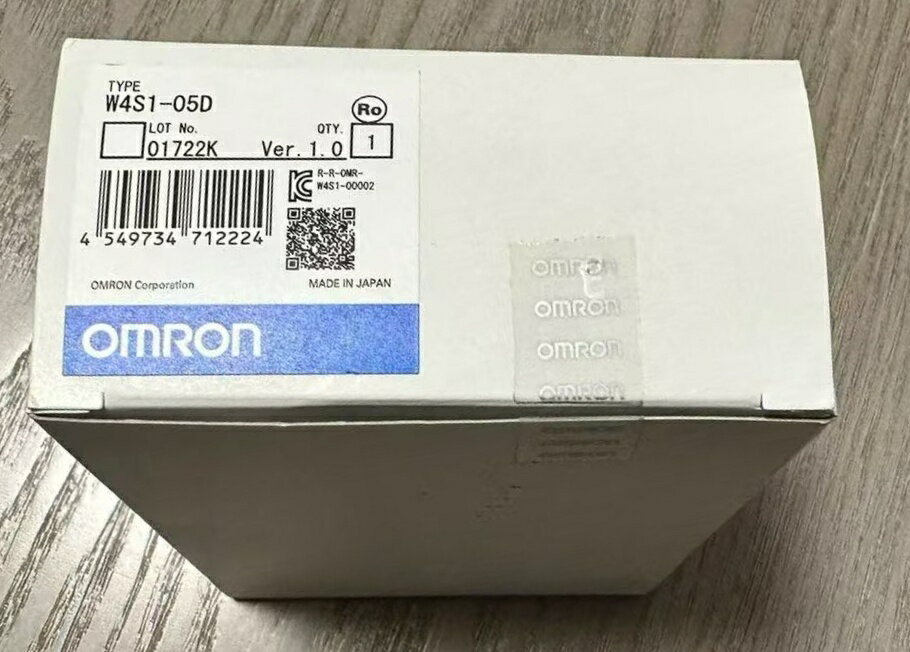 TYPE
W4S1-05D
Ro
LOT No. QTY.
01722K Ver.1.0 1
R-R-OMR-
W4S1-00002
4 549734 712224
OMRON Corporation MADE IN JAPAN
OMRON
OMRON
OMRON
OMRON
OMRON